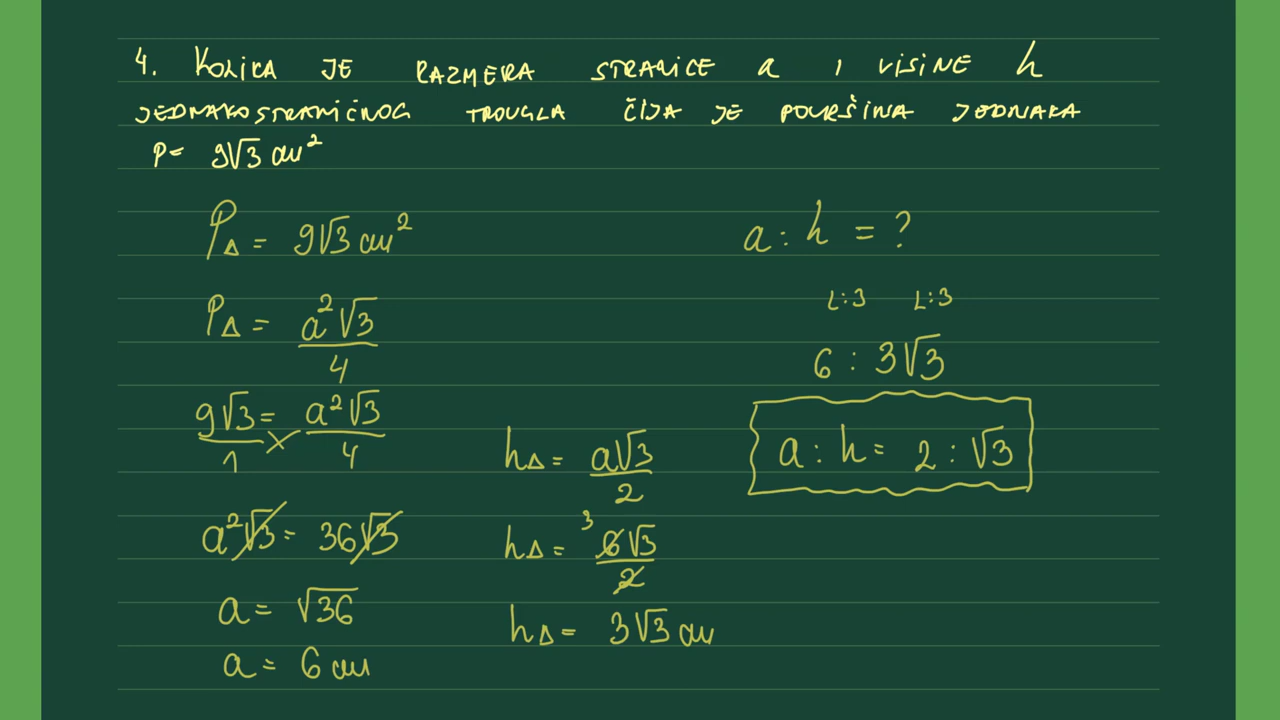 4. KOLIKA JE RAZMERA STRANICE a I VISINE h
JEDNAKOSTRANIČNOG TROUGLA ČIJA JE POVRŠINA JEDNAKA
P= 9√3 cm²
P△ = 9√3 cm²
P△ = a²√3/4
9√3/1 = a²√3/4
a²√3 = 36√3
a = √36
a = 6 cm
h△ = a√3/2
h△ = 3 6√3/2
h△ = 3√3 cm
a : h = ?
L:3 L:3
6 : 3√3
a : h = 2 : √3